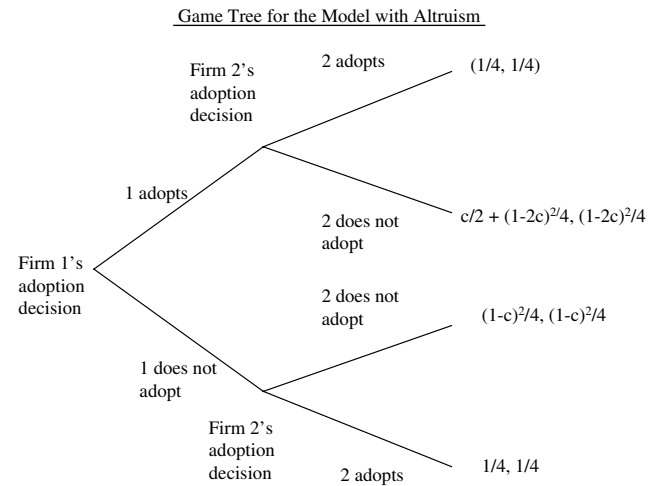 Game Tree for the Model with Altruism
2 adopts
(1/4, 1/4)
Firm 2's
adoption
decision
1 adopts
c/2 + (1-2c)²/4, (1-2c)²/4
2 does not
adopt
Firm 1's
adoption
decision
2 does not
adopt
(1-c)²/4, (1-c)²/4
1 does not
adopt
Firm 2's
adoption
decision
2 adopts
1/4, 1/4